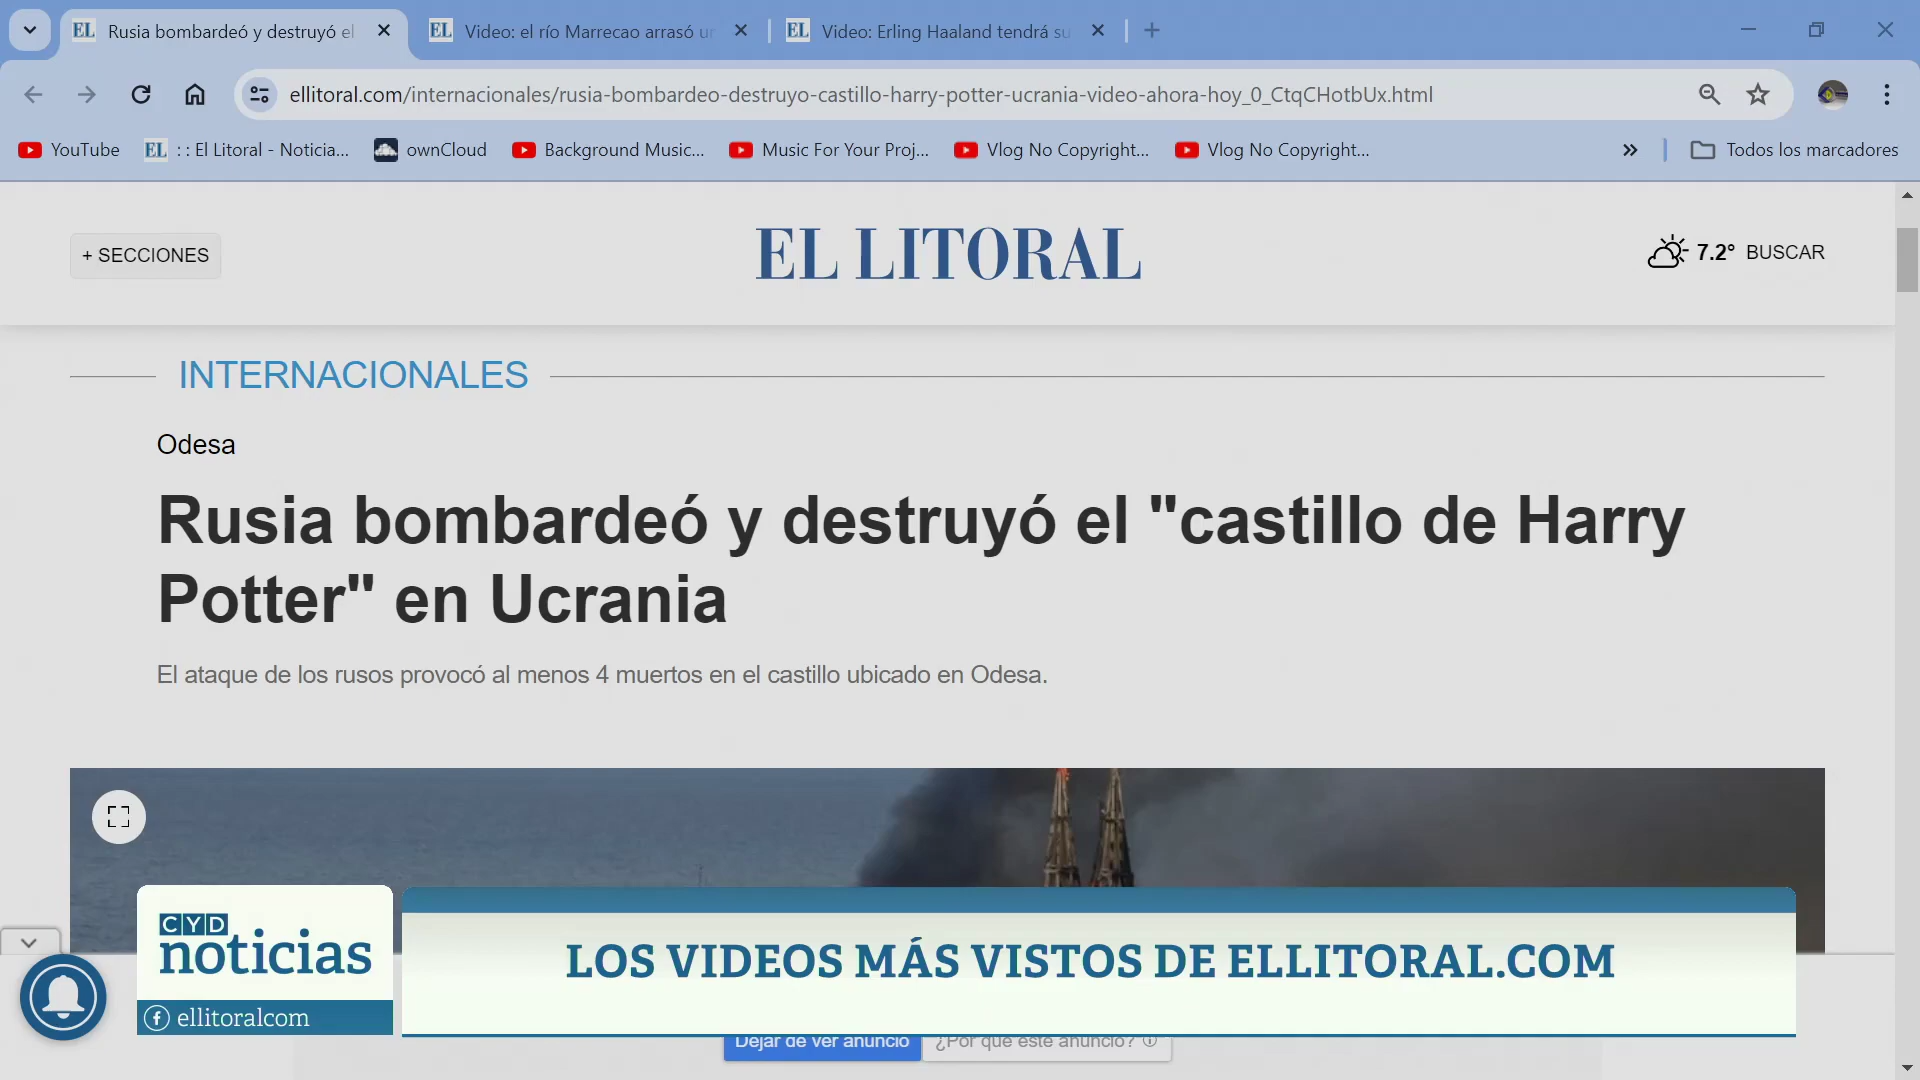 EL Rusia bombardeó y destruyó el
EL Video: el río Marrecao arrasó un
EL Video: Erling Haaland tendrá su
ellitoral.com/internacionales/rusia-bombardeo-destruyo-castillo-harry-potter-ucrania-video-ahora-hoy_0_CtqCHotbUx.html
YouTube
EL : : El Litoral - Noticia...
ownCloud
Background Music...
Music For Your Proj...
Vlog No Copyright...
Vlog No Copyright...
Todos los marcadores
+ SECCIONES
EL LITORAL
7.2° BUSCAR
INTERNACIONALES
Odesa
Rusia bombardeó y destruyó el "castillo de Harry
Potter" en Ucrania
El ataque de los rusos provocó al menos 4 muertos en el castillo ubicado en Odesa.
CYD
noticias
ellitoralcom
LOS VIDEOS MÁS VISTOS DE ELLITORAL.COM
Dejar de ver anuncio
¿Por qué este anuncio?